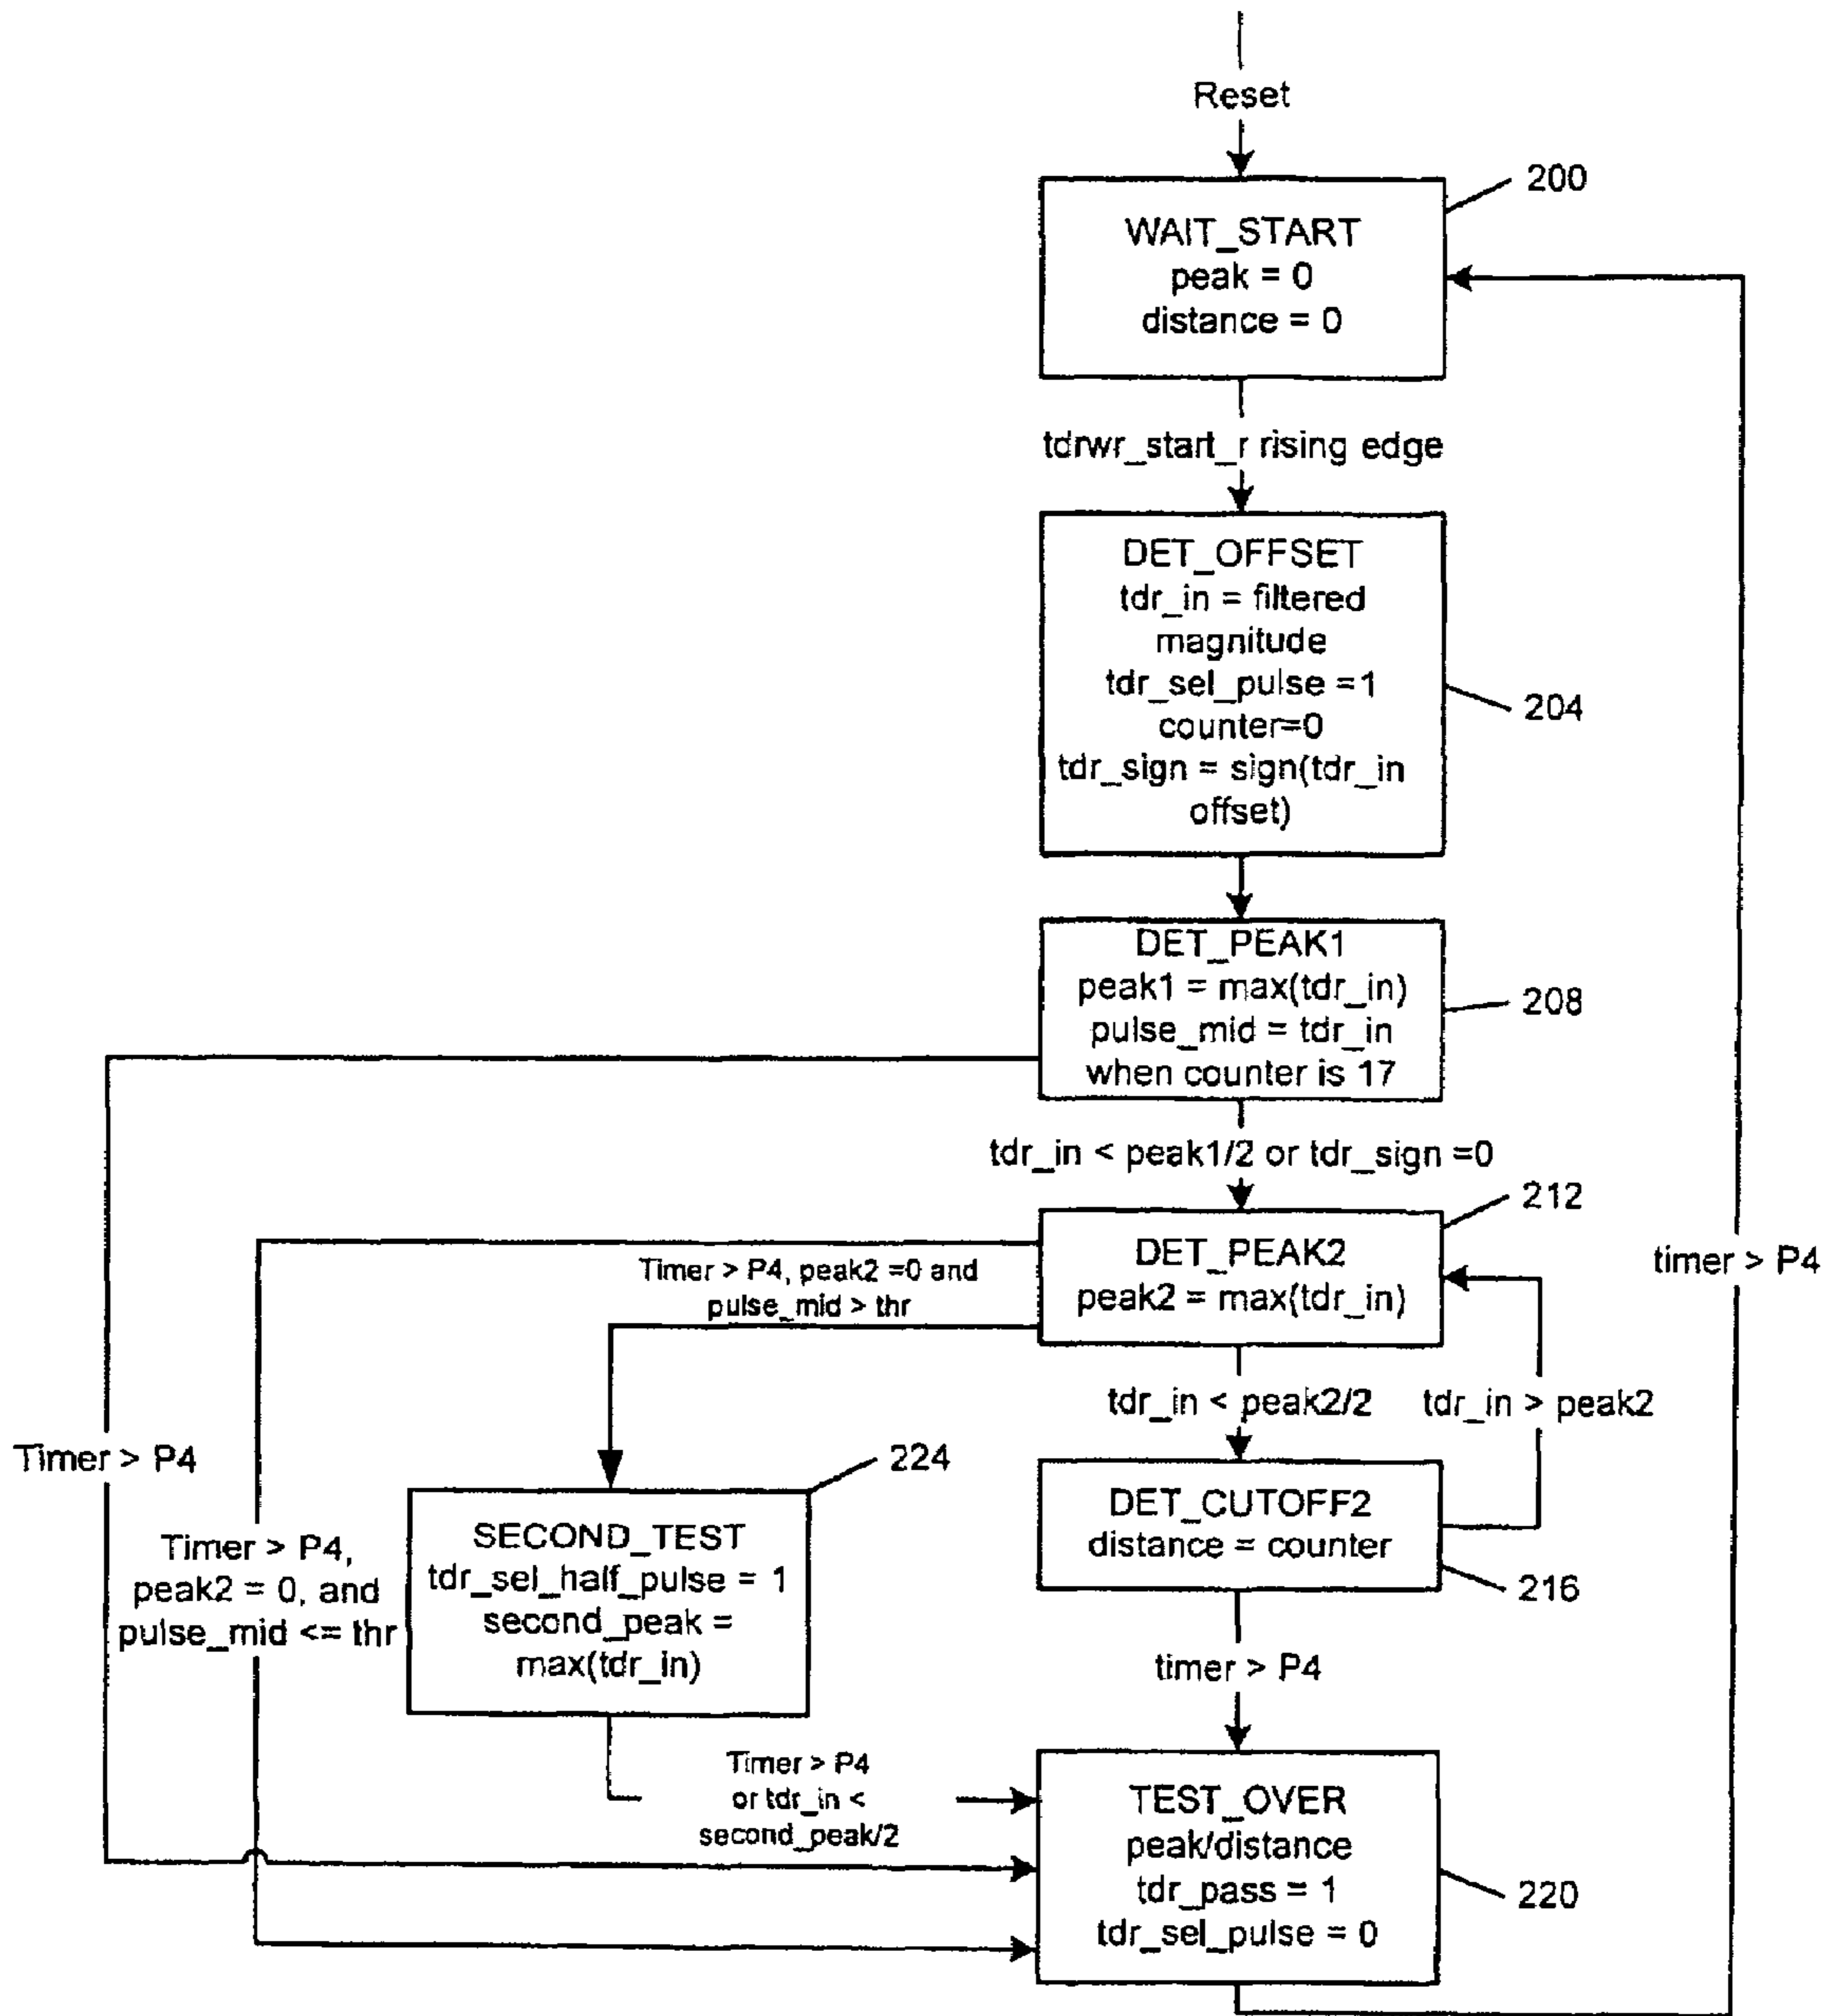 Reset
200
WAIT_START
peak = 0
distance = 0
tdrwr_start_r rising edge
DET_OFFSET
tdr_in = filtered
magnitude
tdr_sel_pulse =1
counter=0
tdr_sign = sign(tdr_in
offset)
204
DET_PEAK1
peak1 = max(tdr_in)
pulse_mid = tdr_in
when counter is 17
208
tdr_in < peak1/2 or tdr_sign =0
212
DET_PEAK2
peak2 = max(tdr_in)
Timer > P4, peak2 =0 and
pulse_mid > thr
timer > P4
tdr_in < peak2/2
tdr_in > peak2
Timer > P4
224
SECOND_TEST
tdr_sel_half_pulse = 1
second_peak =
max(tdr_in)
DET_CUTOFF2
distance = counter
216
Timer > P4,
peak2 = 0, and
pulse_mid <= thr
timer > P4
Timer > P4
or tdr_in <
second_peak/2
TEST_OVER
peak/distance
tdr_pass = 1
tdr_sel_pulse = 0
220